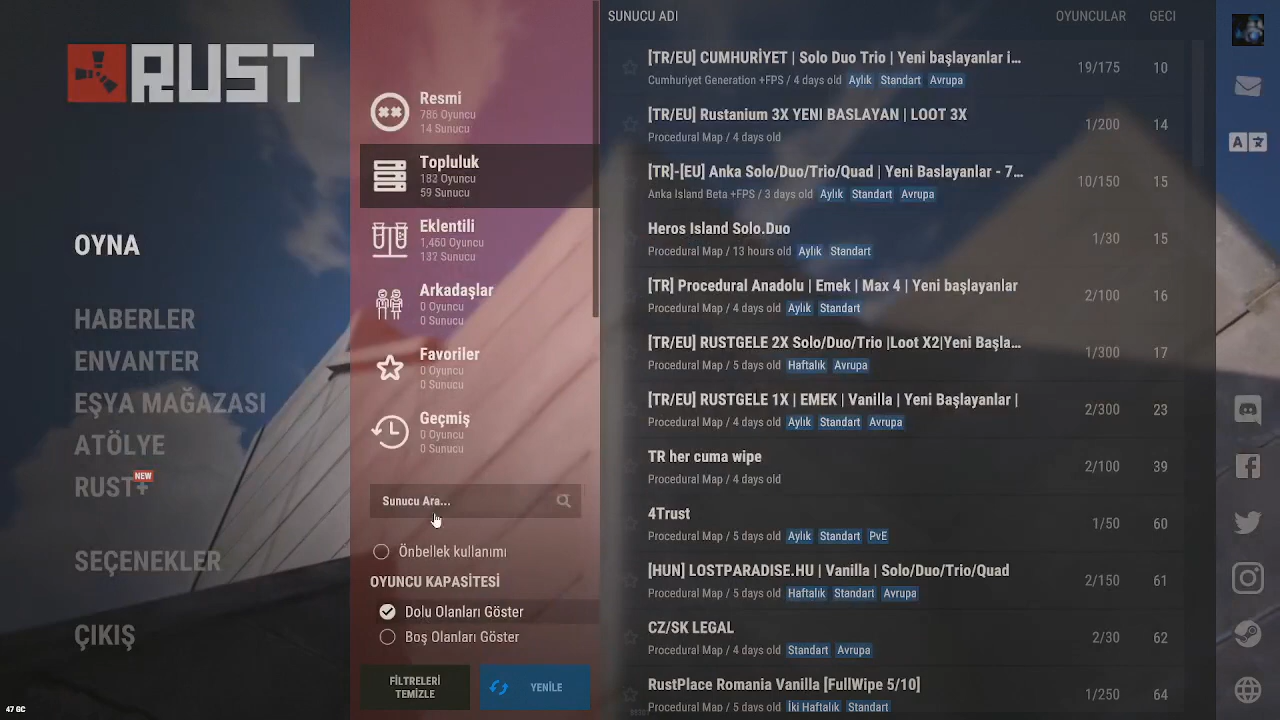 RUST
OYNA
HABERLER
ENVANTER
EŞYA MAĞAZASI
ATÖLYE
RUST+ NEW
SEÇENEKLER
ÇIKIŞ
47 GC
Resmi
786 Oyuncu
14 Sunucu
Topluluk
182 Oyuncu
59 Sunucu
Eklentili
1,460 Oyuncu
132 Sunucu
Arkadaşlar
0 Oyuncu
0 Sunucu
Favoriler
0 Oyuncu
0 Sunucu
Geçmiş
0 Oyuncu
0 Sunucu
Sunucu Ara...
Önbellek kullanımı
OYUNCU KAPASİTESİ
Dolu Olanları Göster
Boş Olanları Göster
FİLTRELERİ
TEMİZLE
YENİLE
SUNUCU ADI OYUNCULAR GECI
[TR/EU] CUMHURİYET | Solo Duo Trio | Yeni başlayanlar i... 19/175 10
Cumhuriyet Generation +FPS / 4 days old Aylık Standart Avrupa
[TR/EU] Rustanium 3X YENI BASLAYAN | LOOT 3X 1/200 14
Procedural Map / 4 days old
[TR]-[EU] Anka Solo/Duo/Trio/Quad | Yeni Baslayanlar - 7... 10/150 15
Anka Island Beta +FPS / 3 days old Aylık Standart Avrupa
Heros Island Solo.Duo 1/30 15
Procedural Map / 13 hours old Aylık Standart
[TR] Procedural Anadolu | Emek | Max 4 | Yeni başlayanlar 2/100 16
Procedural Map / 4 days old Aylık Standart
[TR/EU] RUSTGELE 2X Solo/Duo/Trio |Loot X2|Yeni Başla... 1/300 17
Procedural Map / 5 days old Haftalık Avrupa
[TR/EU] RUSTGELE 1X | EMEK | Vanilla | Yeni Başlayanlar | 2/300 23
Procedural Map / 4 days old Aylık Standart Avrupa
TR her cuma wipe 2/100 39
Procedural Map / 4 days old
4Trust 1/50 60
Procedural Map / 5 days old Aylık Standart PvE
[HUN] LOSTPARADISE.HU | Vanilla | Solo/Duo/Trio/Quad 2/150 61
Procedural Map / 5 days old Haftalık Standart Avrupa
CZ/SK LEGAL 2/30 62
Procedural Map / 5 days old Standart Avrupa
RustPlace Romania Vanilla [FullWipe 5/10] 1/250 64
Procedural Map / 5 days old İki Haftalık Standart